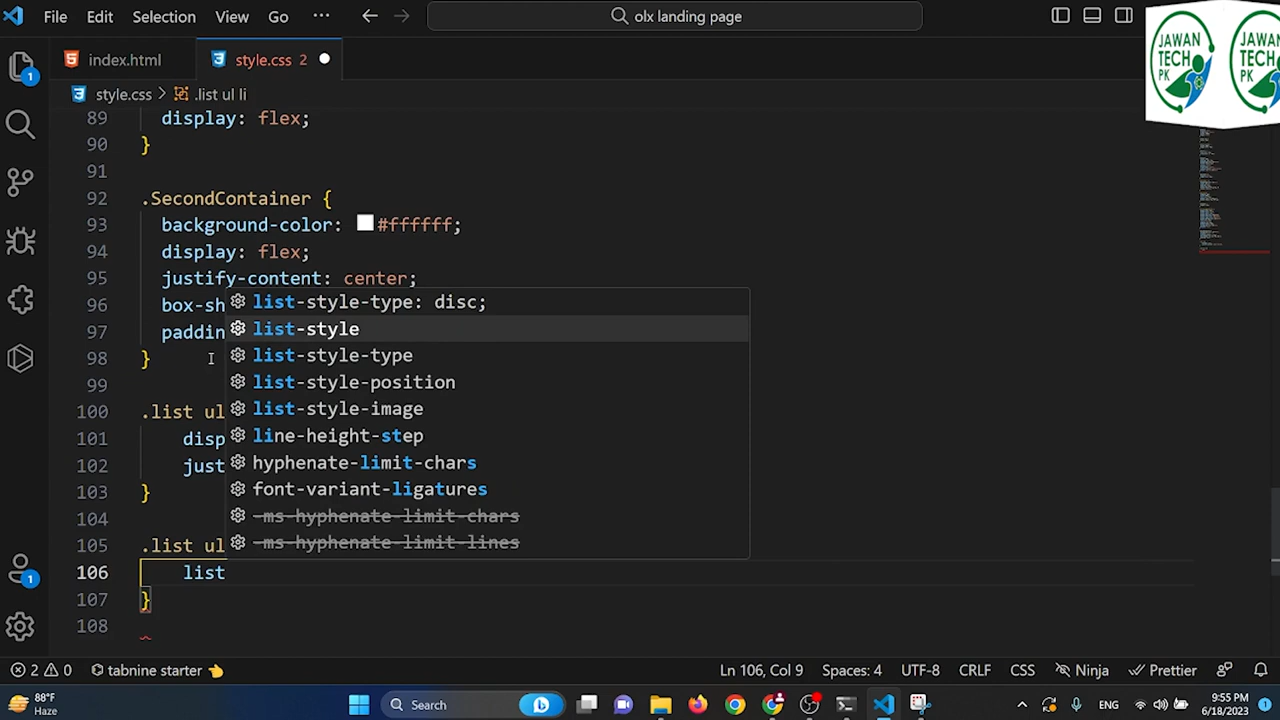 File Edit Selection View Go ··· olx landing page
JAWAN TECH PK
JAWAN TECH PK
index.html style.css 2
style.css > .list ul li
89 display: flex;
90 }
91
92 .SecondContainer {
93 background-color: #ffffff;
94 display: flex;
95 justify-content: center;
96 box-sh
97 paddin
98 }
99
100 .list ul
101 disp
102 just
103 }
104
105 .list ul
106 list
107 }
108
list-style-type: disc;
list-style
list-style-type
list-style-position
list-style-image
line-height-step
hyphenate-limit-chars
font-variant-ligatures
-ms-hyphenate-limit-chars
-ms-hyphenate-limit-lines
1
1
2 0 tabnine starter Ln 106, Col 9 Spaces: 4 UTF-8 CRLF CSS Ninja Prettier
88°F
Haze
Search
ENG
9:55 PM
6/18/2023
1